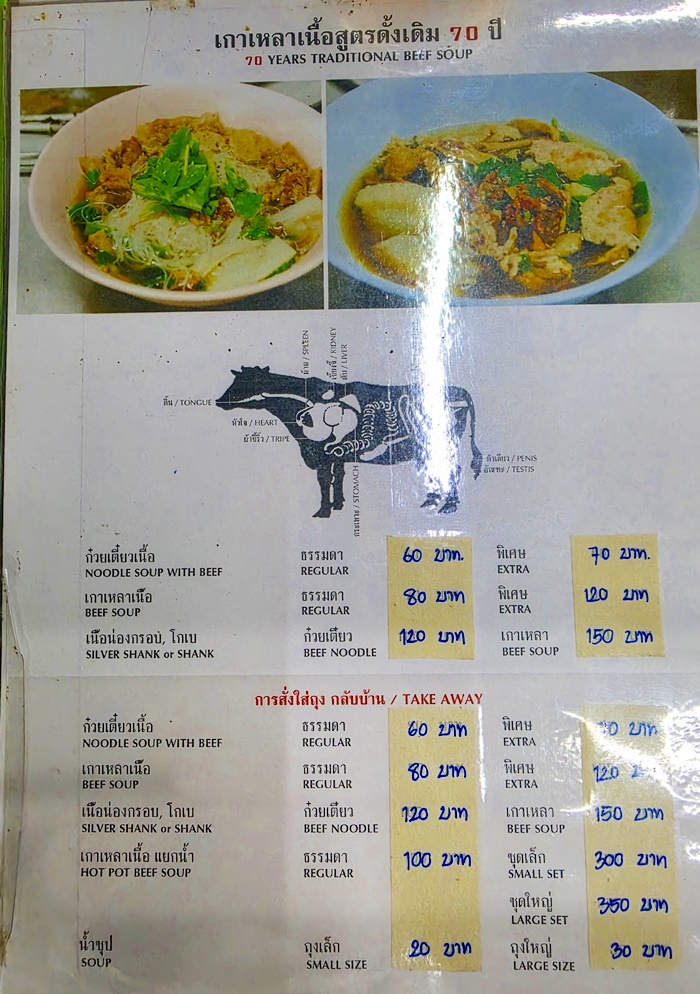 เกาเหลาเนื้อสูตรดั้งเดิม 70 ปี
70 YEARS TRADITIONAL BEEF SOUP
ม้าม / SPLEEN
เซ่งจี้ / KIDNEY
ตับ / LIVER
ลิ้น / TONGUE
หัวใจ / HEART
ผ้าขี้ริ้ว / TRIPE
กระเพาะ / STOMACH
ตัวเดียว / PENIS
อัณฑะ / TESTIS
ก๋วยเตี๋ยวเนื้อ ธรรมดา 60 บาท. พิเศษ 70 บาท.
NOODLE SOUP WITH BEEF REGULAR EXTRA
เกาเหลาเนื้อ ธรรมดา 80 บาท พิเศษ 120 บาท
BEEF SOUP REGULAR EXTRA
เนื้อน่องกรอบ, โกเบ ก๋วยเตี๋ยว 120 บาท เกาเหลา 150 บาท
SILVER SHANK or SHANK BEEF NOODLE BEEF SOUP
การสั่งใส่ถุง กลับบ้าน / TAKE AWAY
ก๋วยเตี๋ยวเนื้อ ธรรมดา 60 บาท พิเศษ บาท
NOODLE SOUP WITH BEEF REGULAR EXTRA
เกาเหลาเนื้อ ธรรมดา 80 บาท พิเศษ 120 บาท
BEEF SOUP REGULAR EXTRA
เนื้อน่องกรอบ, โกเบ ก๋วยเตี๋ยว 120 บาท เกาเหลา 150 บาท
SILVER SHANK or SHANK BEEF NOODLE BEEF SOUP
เกาเหลาเนื้อ แยกน้ำ ธรรมดา 100 บาท ชุดเล็ก 300 บาท
HOT POT BEEF SOUP REGULAR SMALL SET
ชุดใหญ่ 350 บาท
LARGE SET
น้ำซุป ถุงเล็ก 20 บาท ถุงใหญ่ 30 บาท
SOUP SMALL SIZE LARGE SIZE